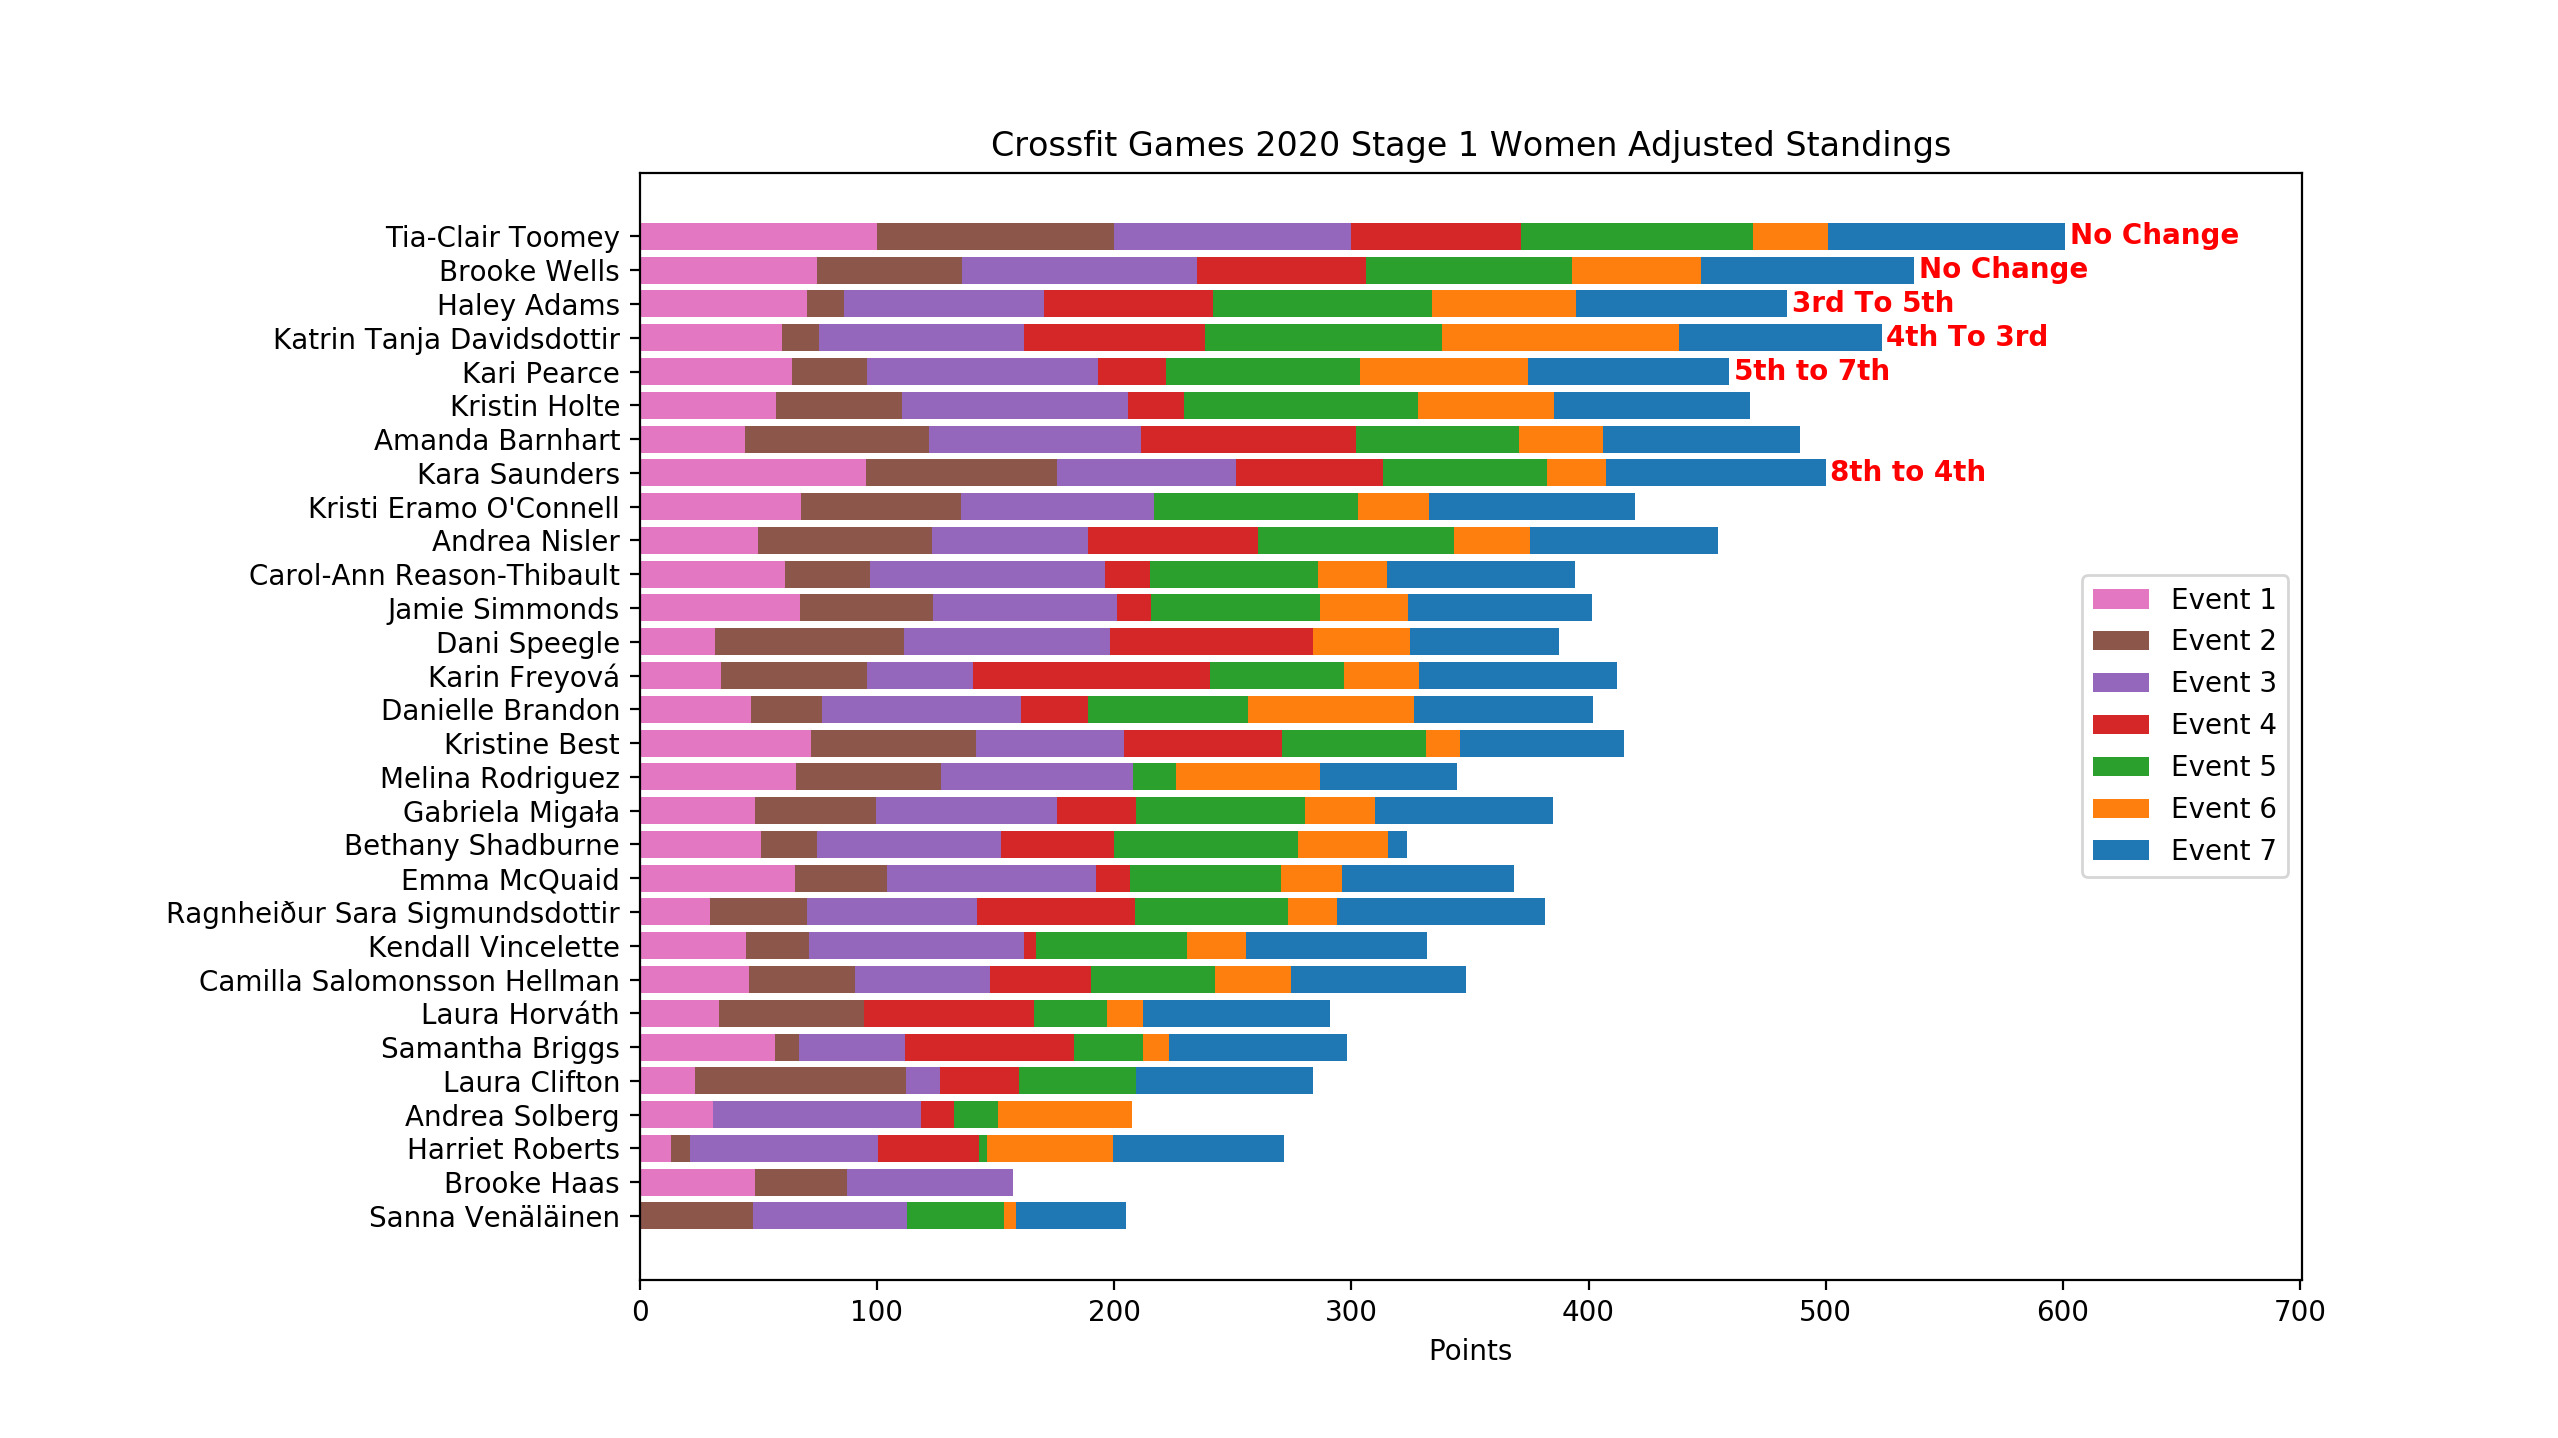 Crossfit Games 2020 Stage 1 Women Adjusted Standings
Tia-Clair Toomey
No Change
Brooke Wells
No Change
Haley Adams
3rd To 5th
Katrin Tanja Davidsdottir
4th To 3rd
Kari Pearce
5th to 7th
Kristin Holte
Amanda Barnhart
Kara Saunders
8th to 4th
Kristi Eramo O'Connell
Andrea Nisler
Carol-Ann Reason-Thibault
Jamie Simmonds
Dani Speegle
Karin Freyová
Danielle Brandon
Kristine Best
Melina Rodriguez
Gabriela Migała
Bethany Shadburne
Emma McQuaid
Ragnheiður Sara Sigmundsdottir
Kendall Vincelette
Camilla Salomonsson Hellman
Laura Horváth
Samantha Briggs
Laura Clifton
Andrea Solberg
Harriet Roberts
Brooke Haas
Sanna Venäläinen
Event 1
Event 2
Event 3
Event 4
Event 5
Event 6
Event 7
0 100 200 300 400 500 600 700
Points